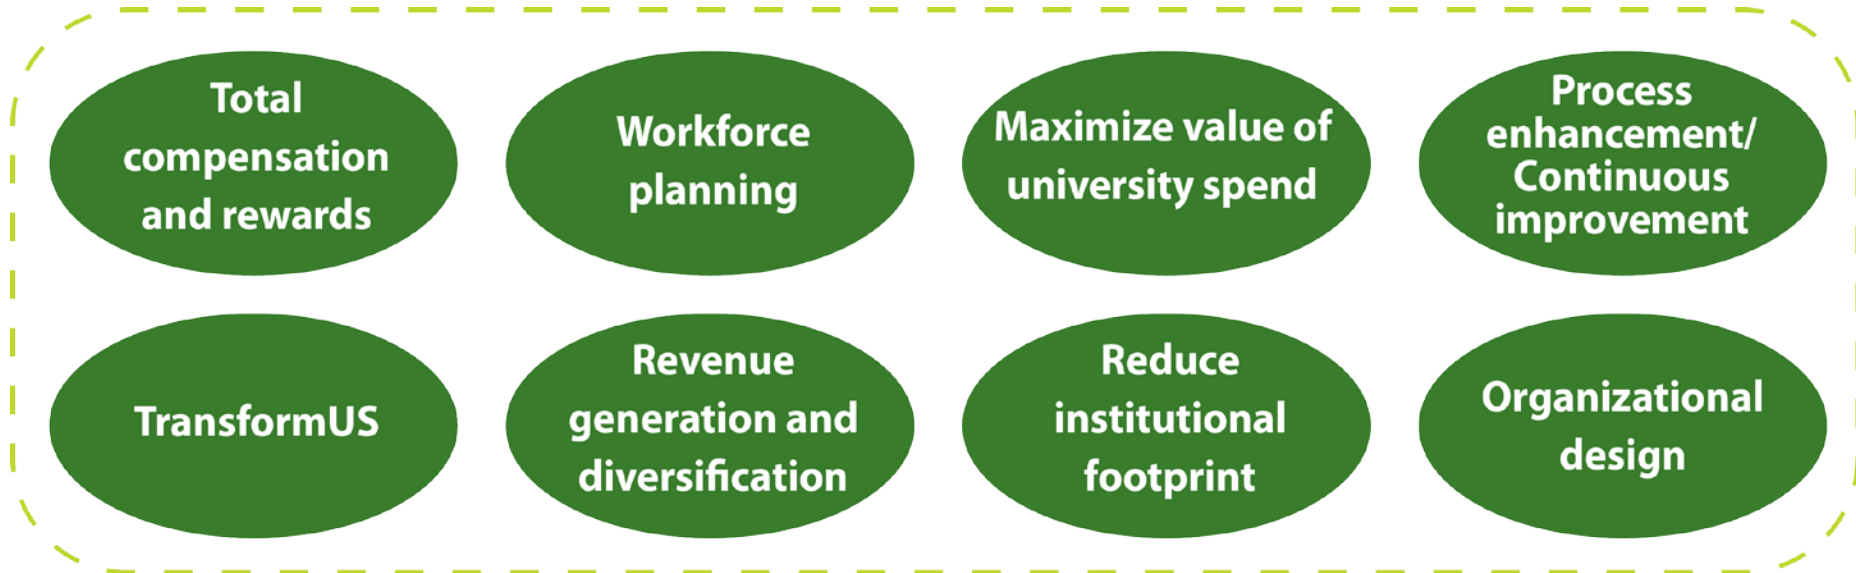 Total
compensation
and rewards
Workforce
planning
Maximize value of
university spend
Process
enhancement/
Continuous
improvement
TransformUS
Revenue
generation and
diversification
Reduce
institutional
footprint
Organizational
design